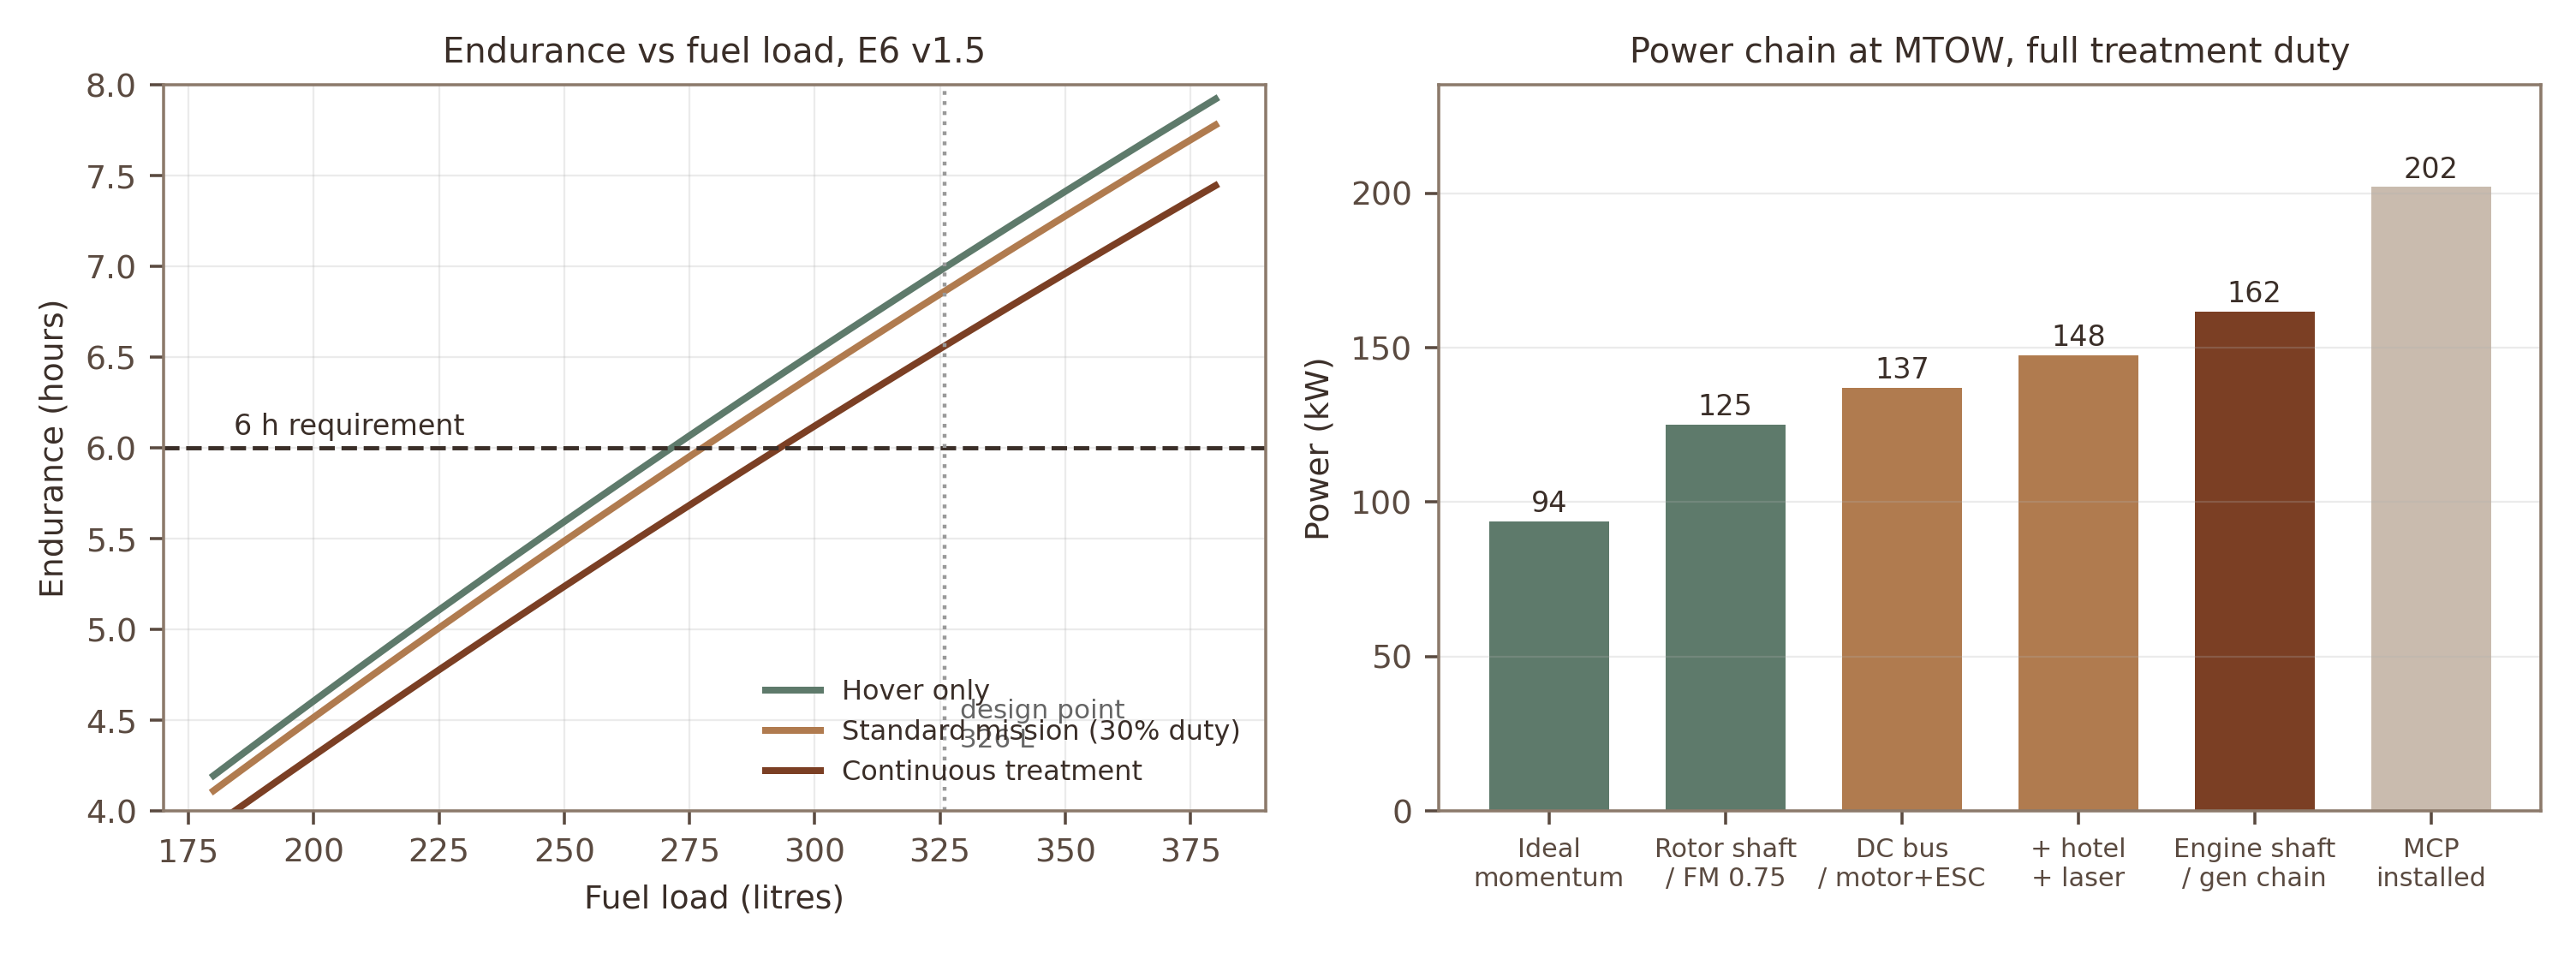 Endurance vs fuel load, E6 v1.5
Endurance (hours)
8.0
7.5
7.0
6.5
6.0
5.5
5.0
4.5
4.0
6 h requirement
Hover only
design point
Standard mission (30% duty)
326 L
Continuous treatment
175 200 225 250 275 300 325 350 375
Fuel load (litres)
Power chain at MTOW, full treatment duty
Power (kW)
200
150
100
50
0
94
125
137
148
162
202
Ideal
momentum
Rotor shaft
/ FM 0.75
DC bus
/ motor+ESC
+ hotel
+ laser
Engine shaft
/ gen chain
MCP
installed